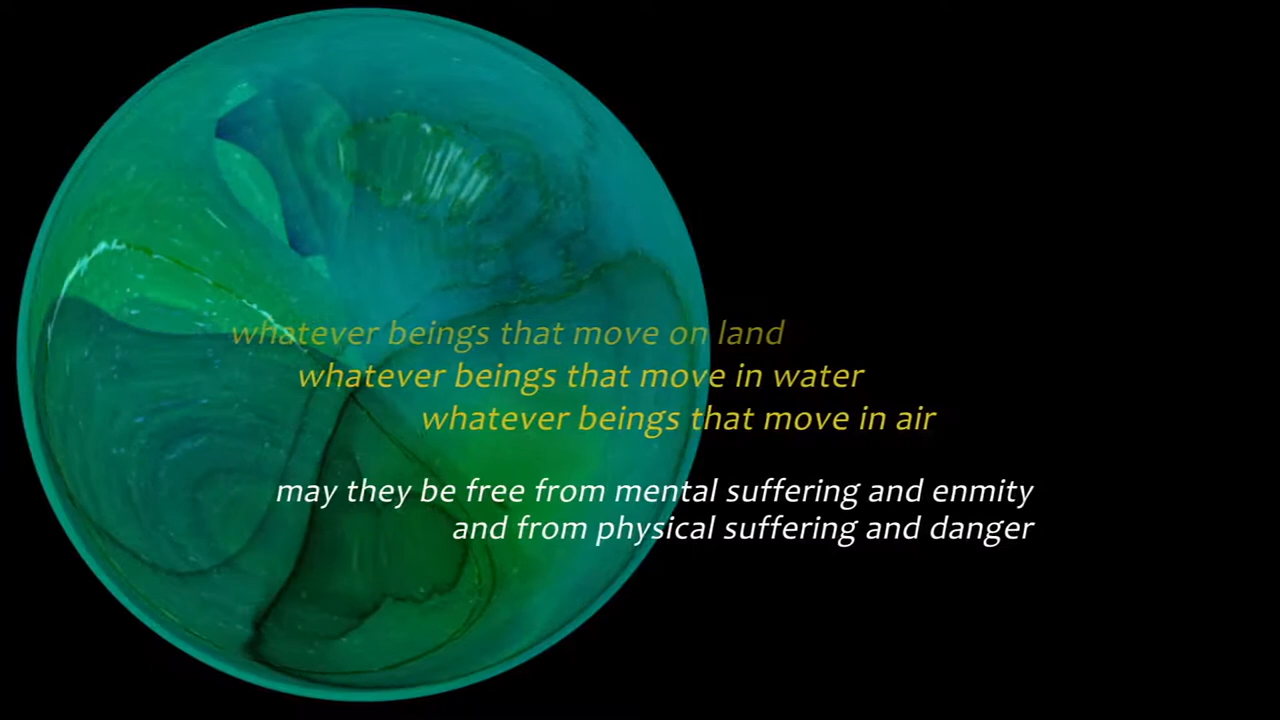 whatever beings that move on land
whatever beings that move in water
whatever beings that move in air
may they be free from mental suffering and enmity
and from physical suffering and danger